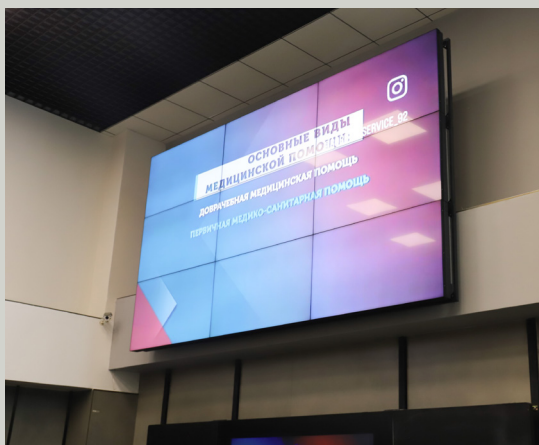 SERVICE_92
ОСНОВНЫЕ ВИДЫ
МЕДИЦИНСКОЙ ПОМОЩИ:
ДОВРАЧЕБНАЯ МЕДИЦИНСКАЯ ПОМОЩЬ
ПЕРВИЧНАЯ МЕДИКО-САНИТАРНАЯ ПОМОЩЬ